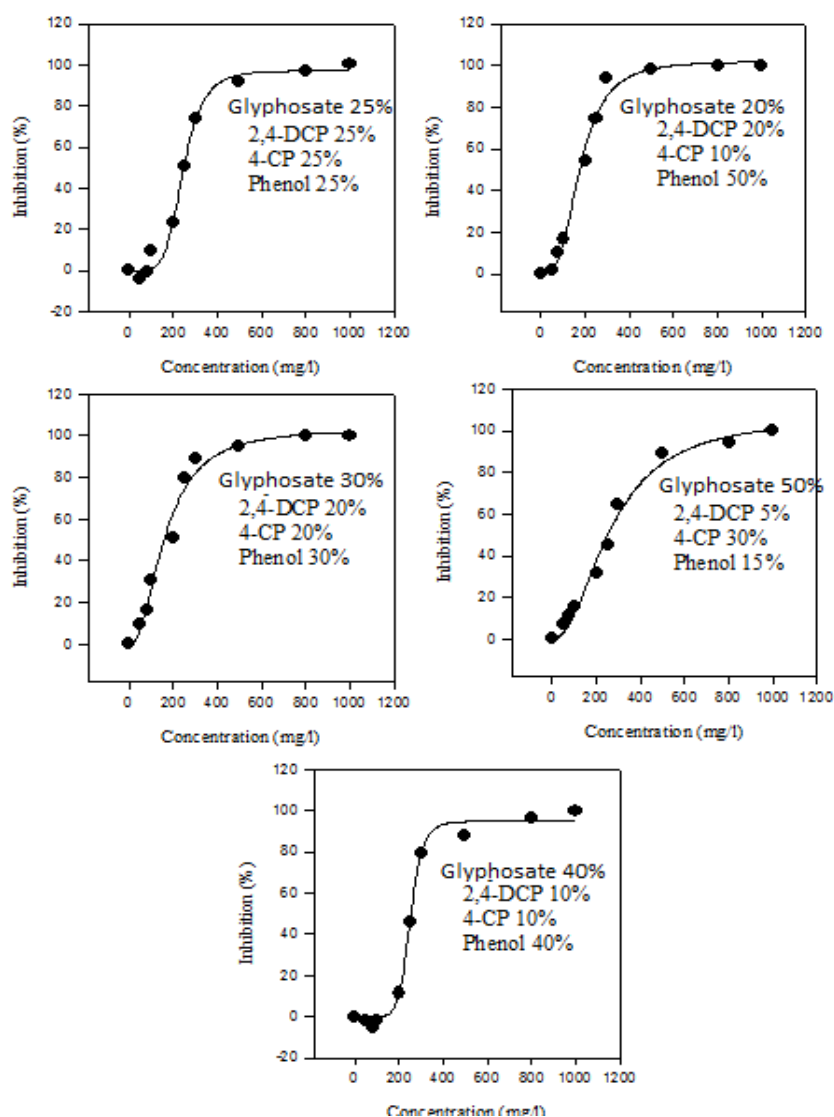 120
100
80
60
40
20
0
-20
Inhibition (%)
Glyphosate 25%
2,4-DCP 25%
4-CP 25%
Phenol 25%
0 200 400 600 800 1000 1200
Concentration (mg/l)
120
100
80
60
40
20
0
Inhibition (%)
Glyphosate 20%
2,4-DCP 20%
4-CP 10%
Phenol 50%
0 200 400 600 800 1000 1200
Concentration (mg/l)
120
100
80
60
40
20
0
Inhibition (%)
Glyphosate 30%
2,4-DCP 20%
4-CP 20%
Phenol 30%
0 200 400 600 800 1000 1200
Concentration (mg/l)
120
100
80
60
40
20
0
Inhibition (%)
Glyphosate 50%
2,4-DCP 5%
4-CP 30%
Phenol 15%
0 200 400 600 800 1000 1200
Concentration (mg/l)
120
100
80
60
40
20
0
-20
Inhibition (%)
Glyphosate 40%
2,4-DCP 10%
4-CP 10%
Phenol 40%
0 200 400 600 800 1000 1200
Concentration (mg/l)